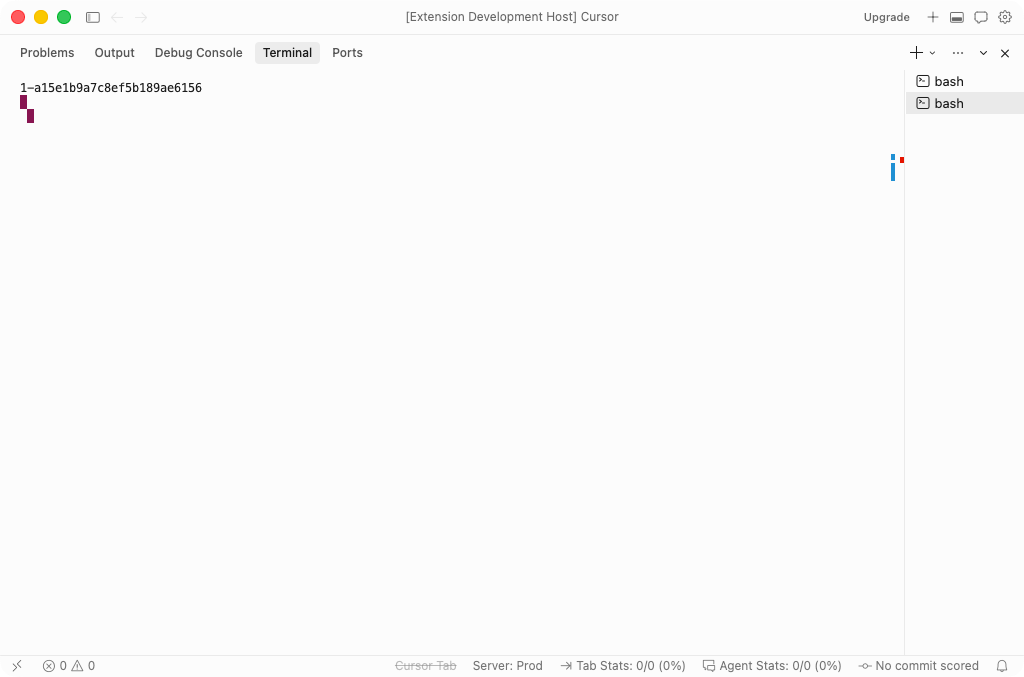 [Extension Development Host] Cursor
Upgrade
Problems Output Debug Console Terminal Ports
1-a15e1b9a7c8ef5b189ae6156
bash
bash
0 0 Cursor Tab Server: Prod Tab Stats: 0/0 (0%) Agent Stats: 0/0 (0%) No commit scored